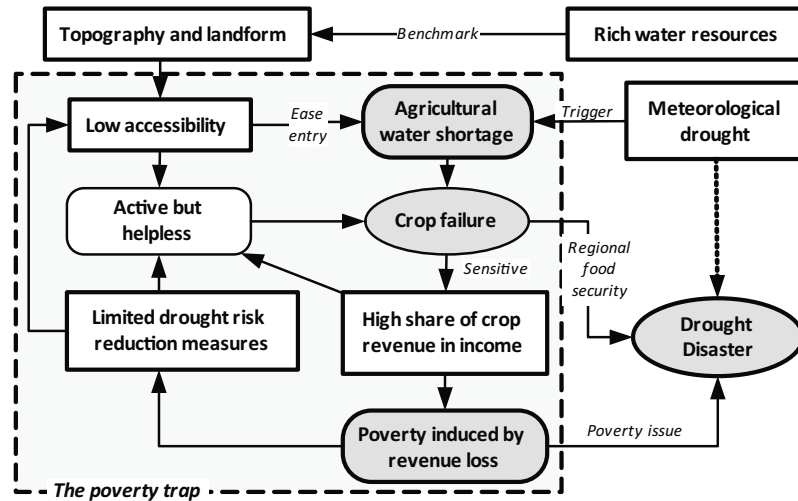 Topography and landform
Benchmark
Rich water resources
Low accessibility
Ease
entry
Agricultural
water shortage
Trigger
Meteorological
drought
Active but
helpless
Crop failure
Regional
food
security
Sensitive
Limited drought risk
reduction measures
High share of crop
revenue in income
Drought
Disaster
Poverty induced by
revenue loss
Poverty issue
The poverty trap